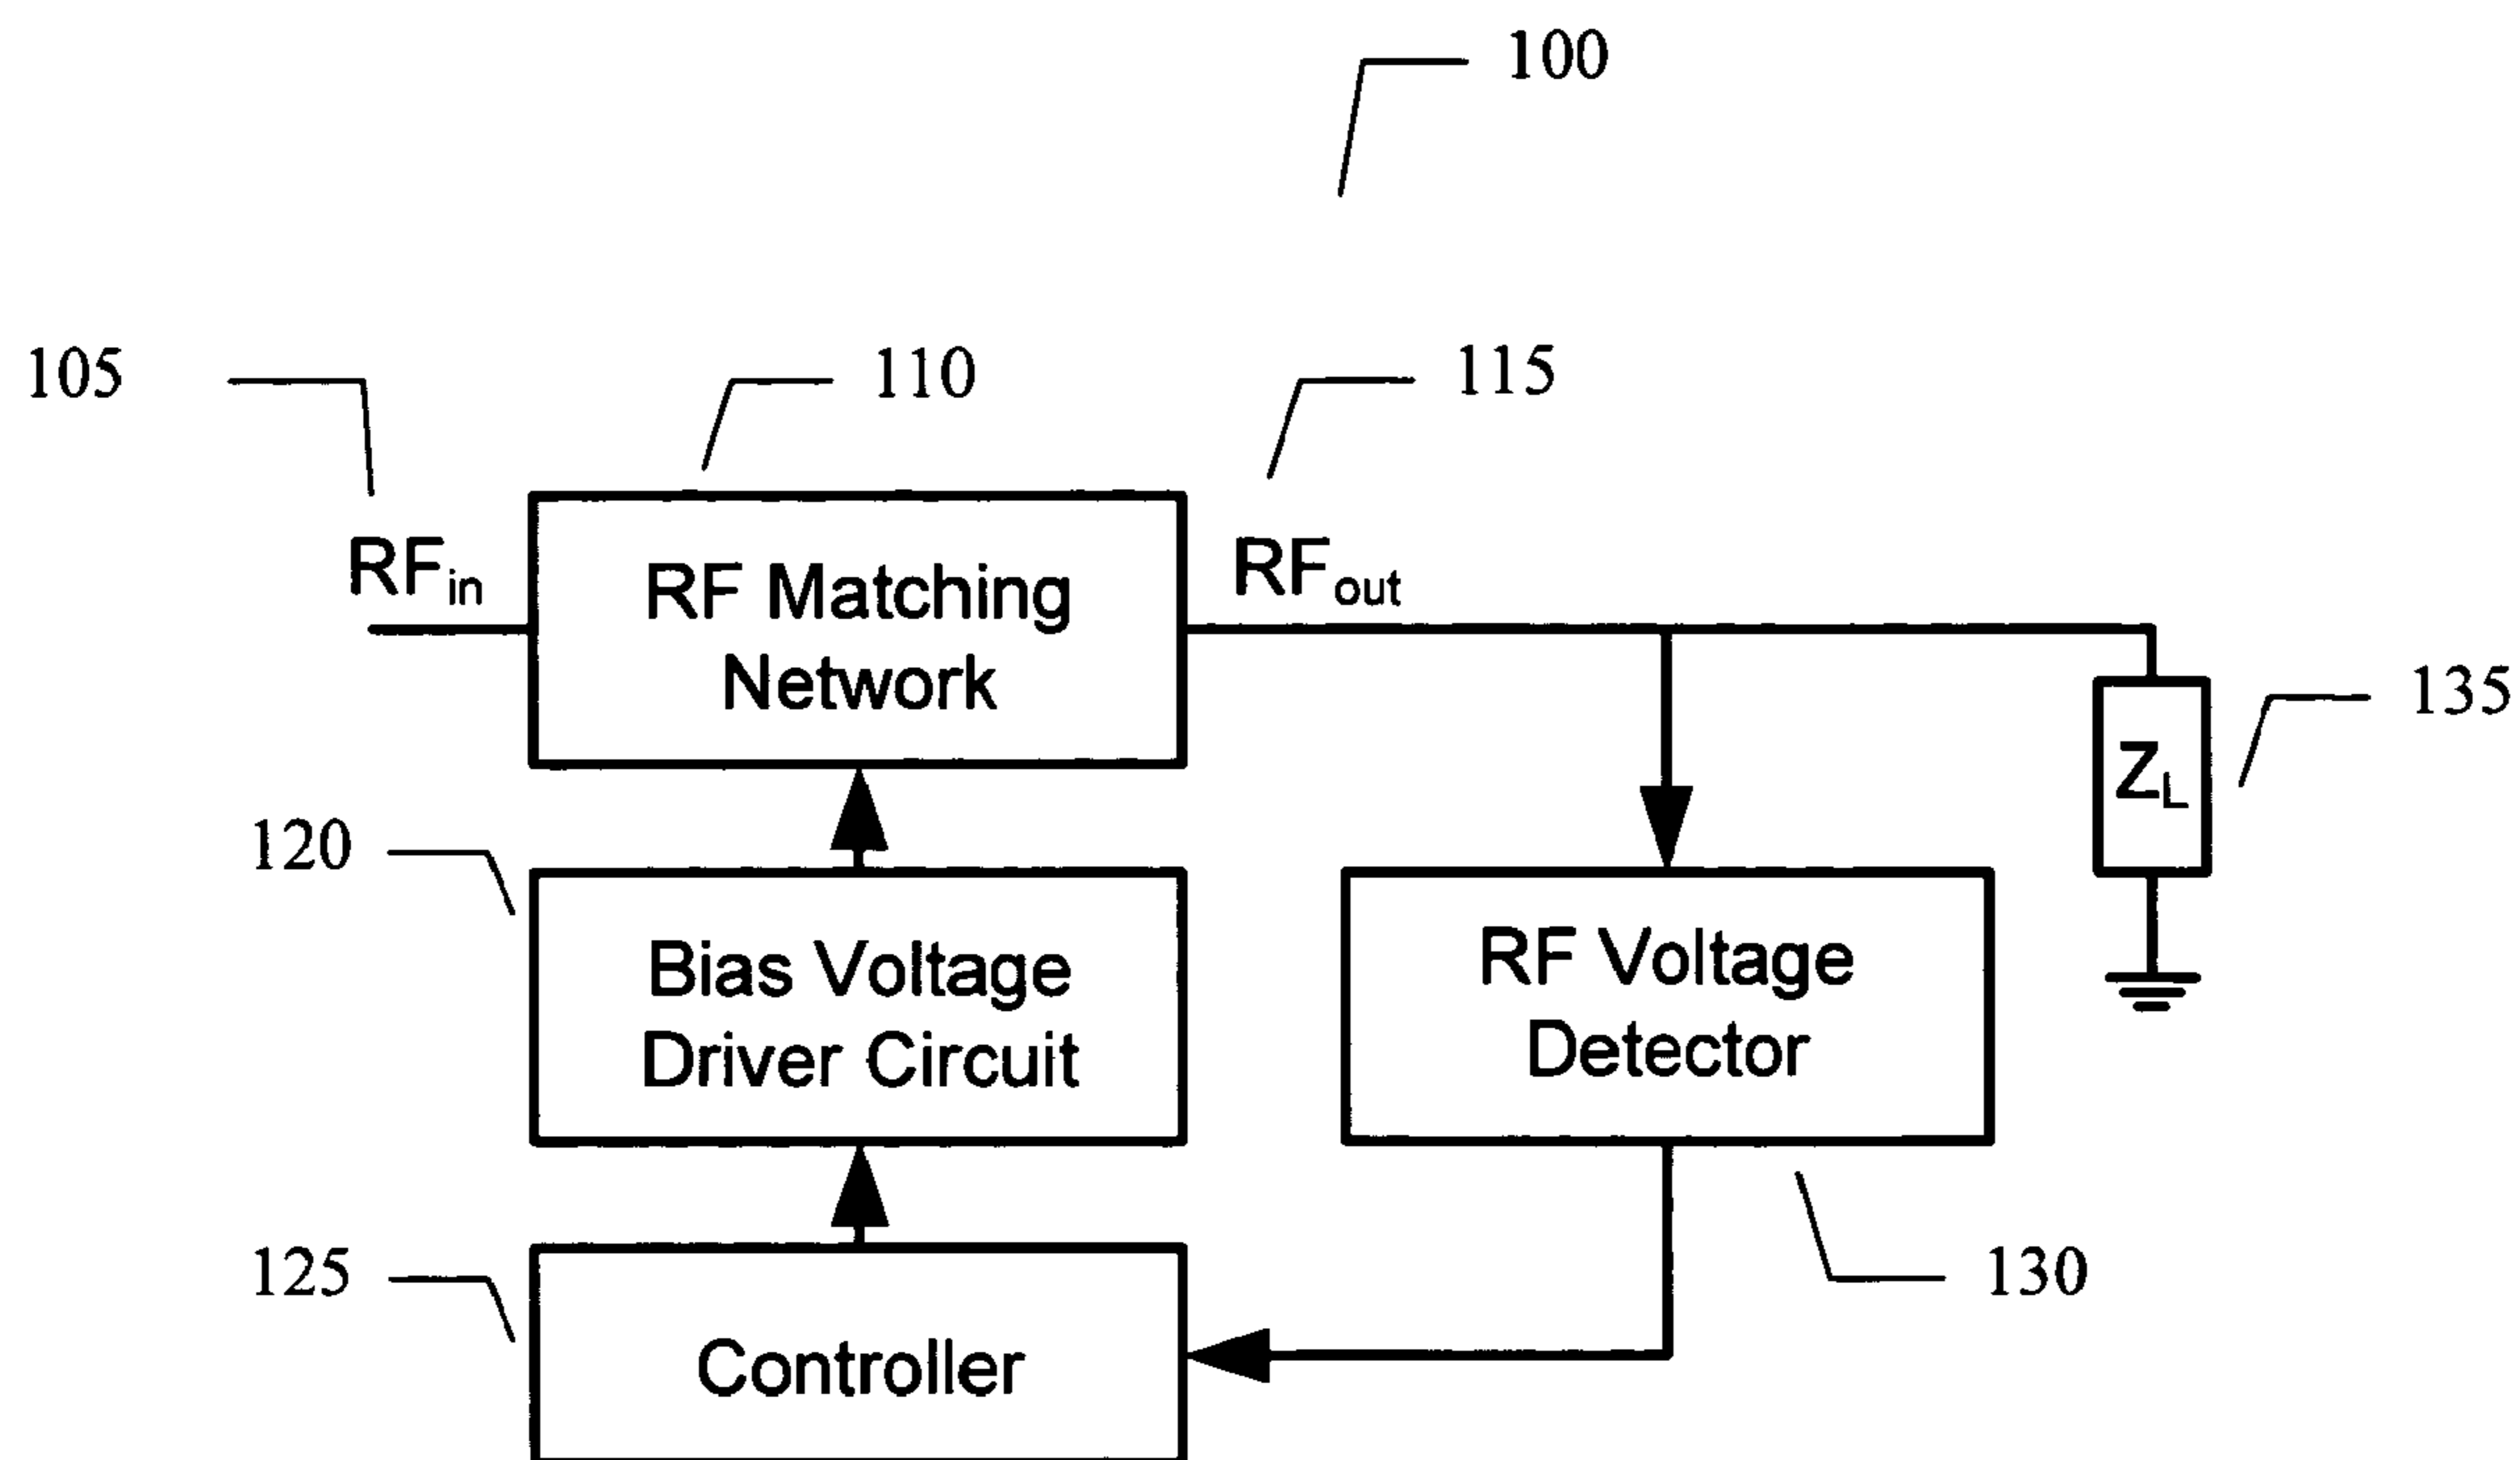 100
105
110
115
RFin
RF Matching
Network
RFout
135
ZL
120
Bias Voltage
Driver Circuit
RF Voltage
Detector
125
Controller
130